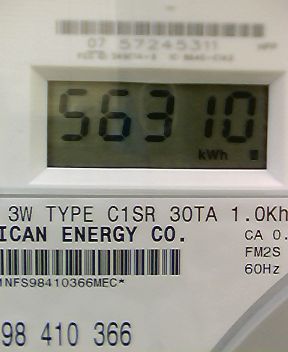 07 57245311
56310
kWh
3W TYPE C1SR 30TA 1.0Kh
ICAN ENERGY CO.
CA 0.
FM2S
60Hz
NFS98410366MEC*
98 410 366